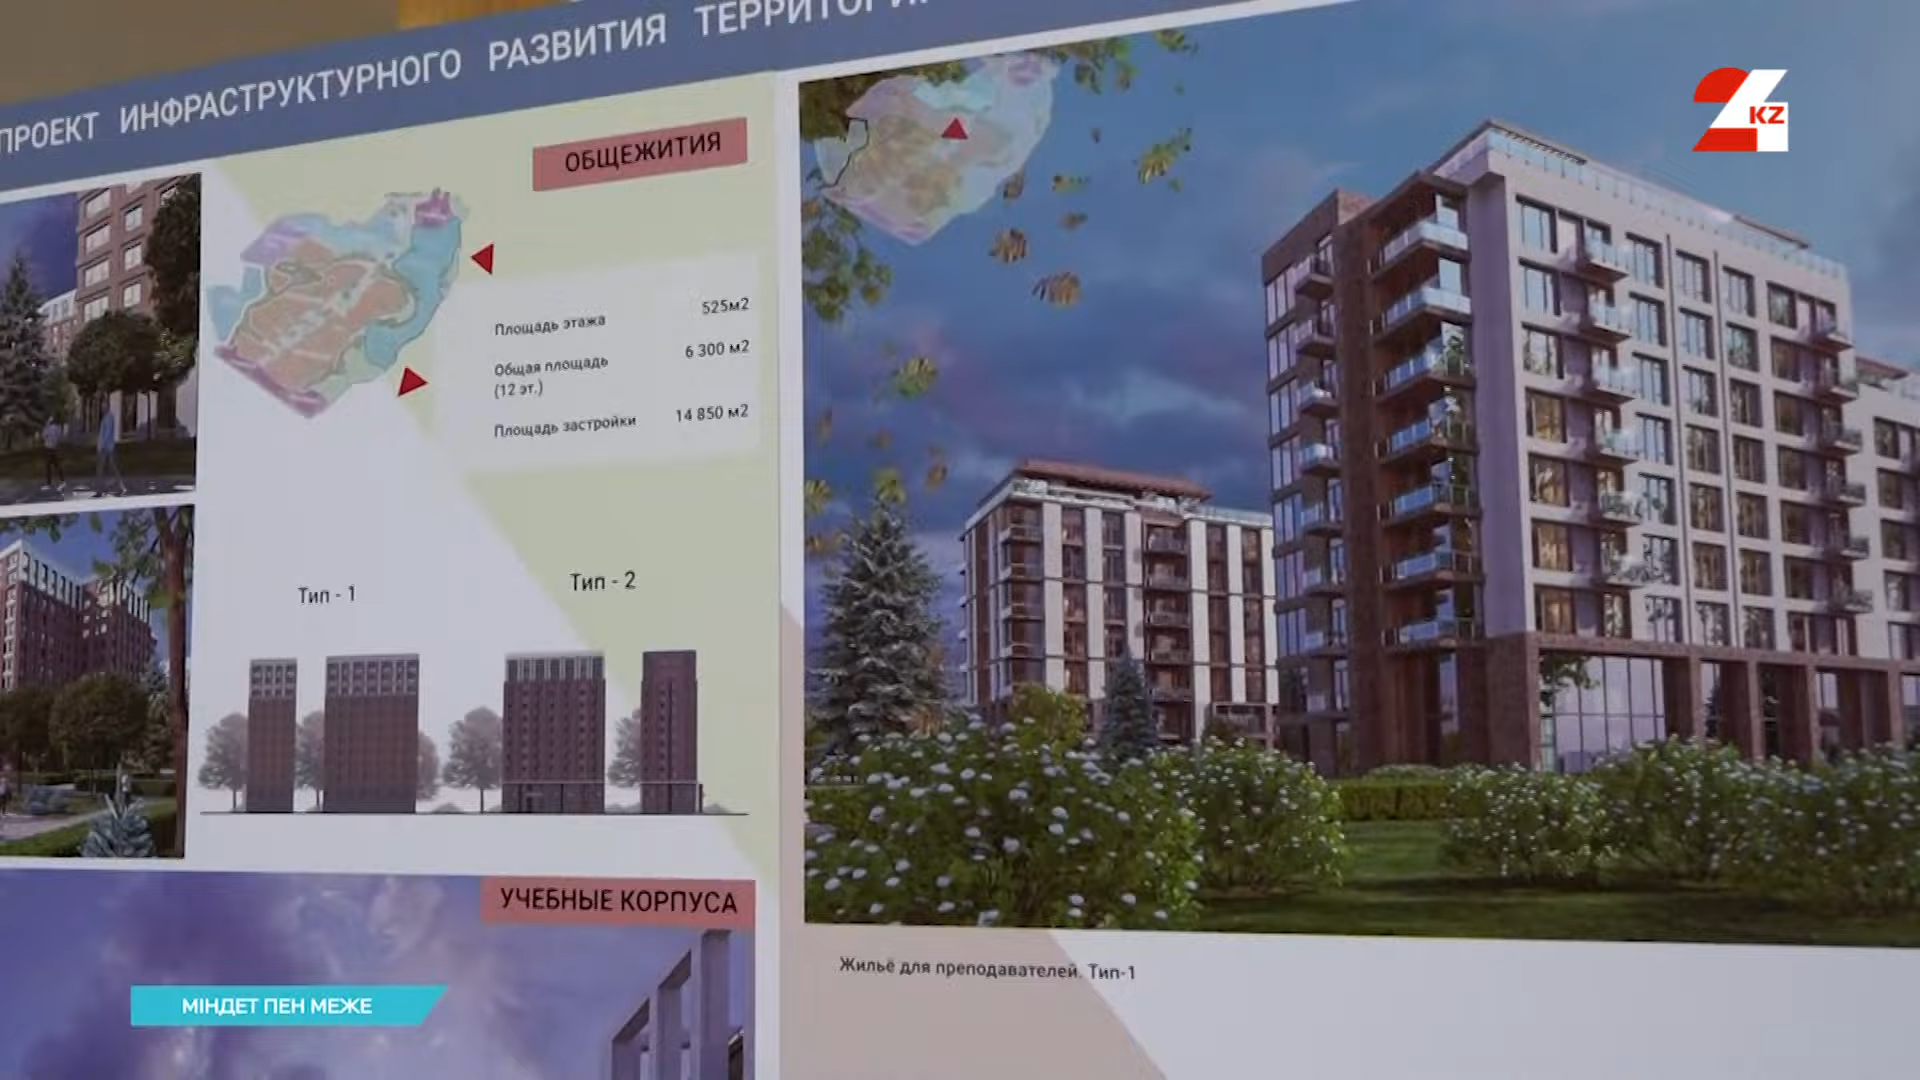 ПРОЕКТ ИНФРАСТРУКТУРНОГО РАЗВИТИЯ
24 KZ
ОБЩЕЖИТИЯ
Площадь этажа 525м2
Общая площадь 6 300 м2
(12 эт.)
Площадь застройки 14 850 м2
Тип - 1
Тип - 2
УЧЕБНЫЕ КОРПУСА
Жильё для преподавателей. Тип-1
МІНДЕТ ПЕН МЕЖЕ